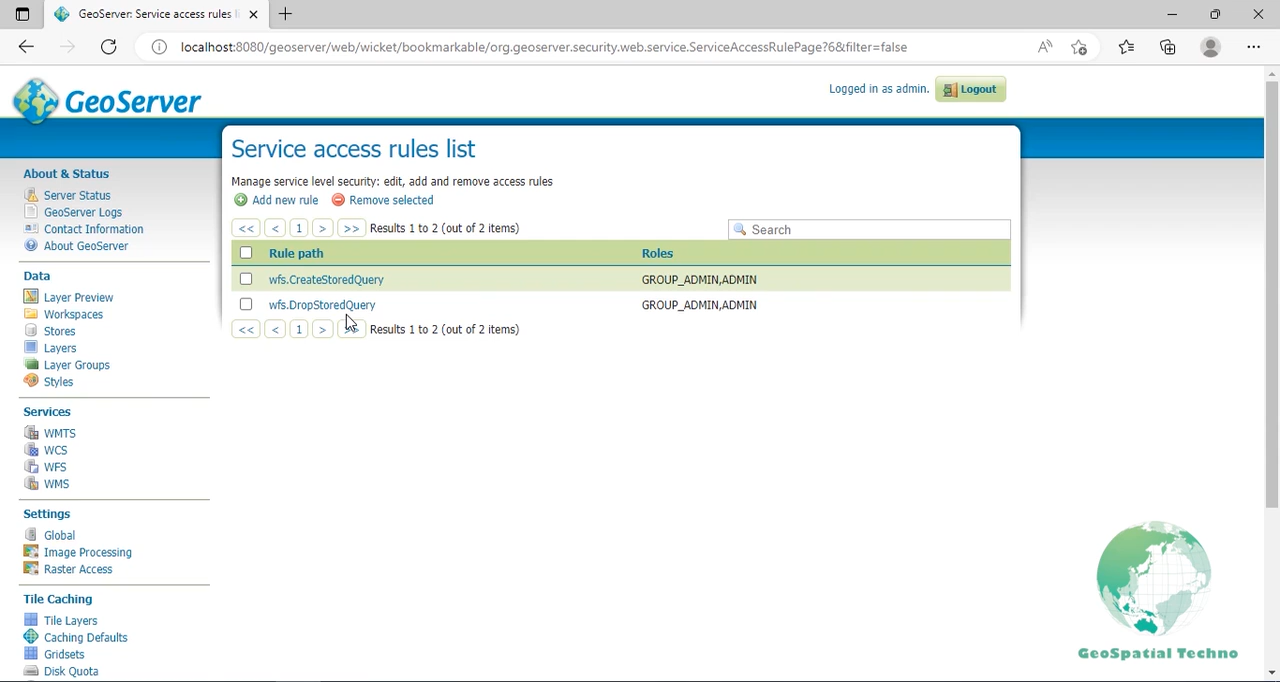 GeoServer: Service access rules l
localhost:8080/geoserver/web/wicket/bookmarkable/org.geoserver.security.web.service.ServiceAccessRulePage?6&filter=false
GeoServer
Logged in as admin.
Logout
About & Status
Server Status
GeoServer Logs
Contact Information
About GeoServer
Data
Layer Preview
Workspaces
Stores
Layers
Layer Groups
Styles
Services
WMTS
WCS
WFS
WMS
Settings
Global
Image Processing
Raster Access
Tile Caching
Tile Layers
Caching Defaults
Gridsets
Disk Quota
Service access rules list
Manage service level security: edit, add and remove access rules
Add new rule Remove selected
<< < 1 > >> Results 1 to 2 (out of 2 items)
Search
Rule path Roles
wfs.CreateStoredQuery GROUP_ADMIN,ADMIN
wfs.DropStoredQuery GROUP_ADMIN,ADMIN
<< < 1 > >> Results 1 to 2 (out of 2 items)
GeoSpatial Techno